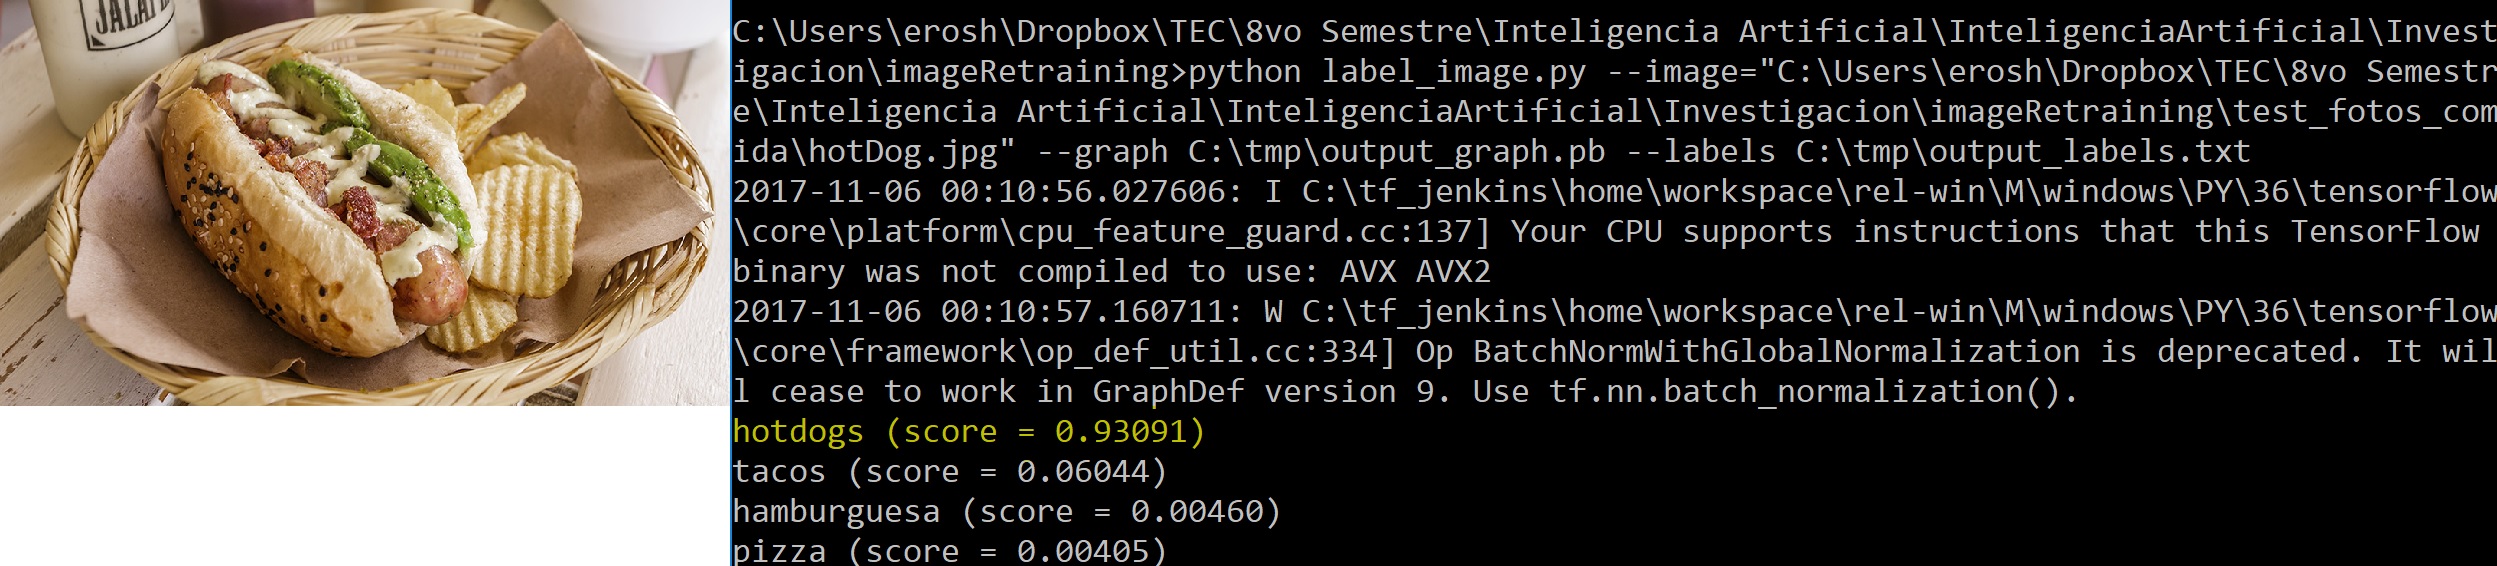 C:\Users\erosh\Dropbox\TEC\8vo Semestre\Inteligencia Artificial\InteligenciaArtificial\Invest
igacion\imageRetraining>python label_image.py --image="C:\Users\erosh\Dropbox\TEC\8vo Semestr
e\Inteligencia Artificial\InteligenciaArtificial\Investigacion\imageRetraining\test_fotos_com
ida\hotDog.jpg" --graph C:\tmp\output_graph.pb --labels C:\tmp\output_labels.txt
2017-11-06 00:10:56.027606: I C:\tf_jenkins\home\workspace\rel-win\M\windows\PY\36\tensorflow
\core\platform\cpu_feature_guard.cc:137] Your CPU supports instructions that this TensorFlow
binary was not compiled to use: AVX AVX2
2017-11-06 00:10:57.160711: W C:\tf_jenkins\home\workspace\rel-win\M\windows\PY\36\tensorflow
\core\framework\op_def_util.cc:334] Op BatchNormWithGlobalNormalization is deprecated. It wil
l cease to work in GraphDef version 9. Use tf.nn.batch_normalization().
hotdogs (score = 0.93091)
tacos (score = 0.06044)
hamburguesa (score = 0.00460)
pizza (score = 0.00405)